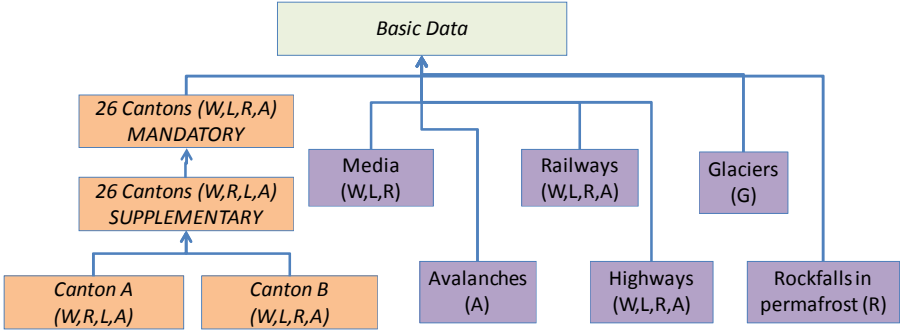 Basic Data
26 Cantons (W,L,R,A)
MANDATORY
Media
(W,L,R)
Railways
(W,L,R,A)
Glaciers
(G)
26 Cantons (W,R,L,A)
SUPPLEMENTARY
Canton A
(W,R,L,A)
Canton B
(W,L,R,A)
Avalanches
(A)
Highways
(W,L,R,A)
Rockfalls in
permafrost (R)